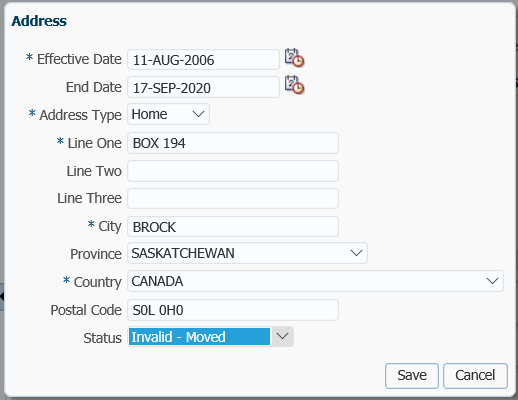 Address
* Effective Date 11-AUG-2006
End Date 17-SEP-2020
* Address Type Home
* Line One BOX 194
Line Two
Line Three
* City BROCK
Province SASKATCHEWAN
* Country CANADA
Postal Code S0L 0H0
Status Invalid - Moved
Save Cancel